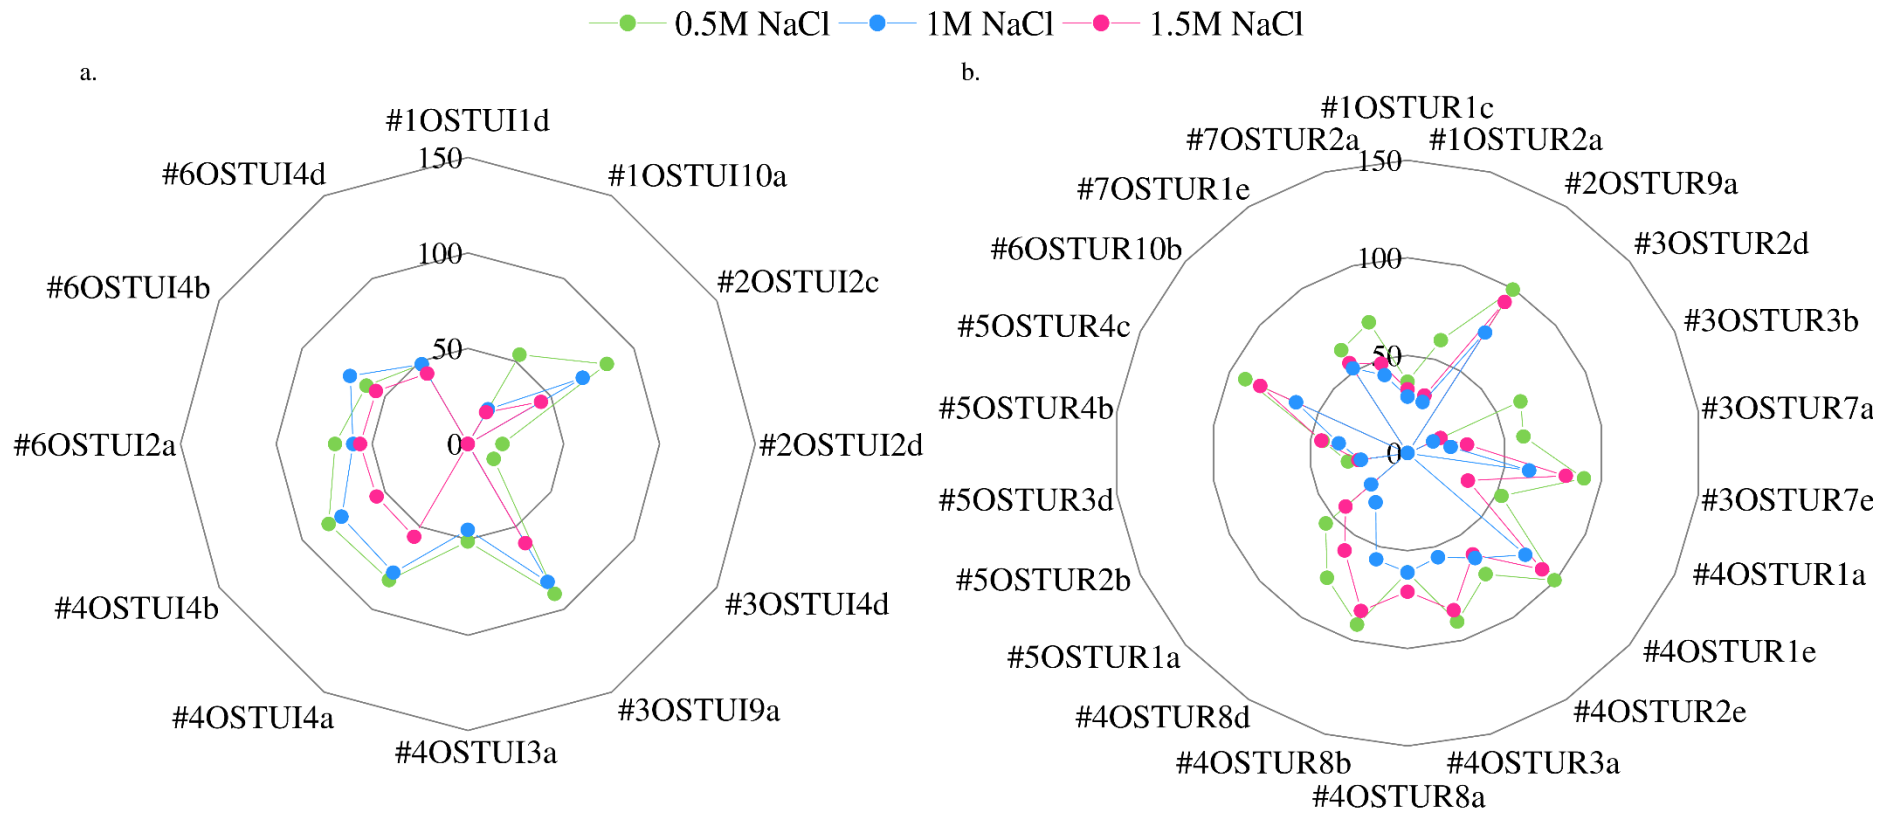 0.5M NaCl 1M NaCl 1.5M NaCl
a.
#1OSTUI1d
#1OSTUI10a
#2OSTUI2c
#2OSTUI2d
#3OSTUI4d
#3OSTUI9a
#4OSTUI3a
#4OSTUI4a
#4OSTUI4b
#6OSTUI2a
#6OSTUI4b
#6OSTUI4d
150
100
50
0
b.
#1OSTUR1c
#1OSTUR2a
#2OSTUR9a
#3OSTUR2d
#3OSTUR3b
#3OSTUR7a
#3OSTUR7e
#4OSTUR1a
#4OSTUR1e
#4OSTUR2e
#4OSTUR3a
#4OSTUR8a
#4OSTUR8b
#4OSTUR8d
#5OSTUR1a
#5OSTUR2b
#5OSTUR3d
#5OSTUR4b
#5OSTUR4c
#6OSTUR10b
#7OSTUR1e
#7OSTUR2a
150
100
50
0